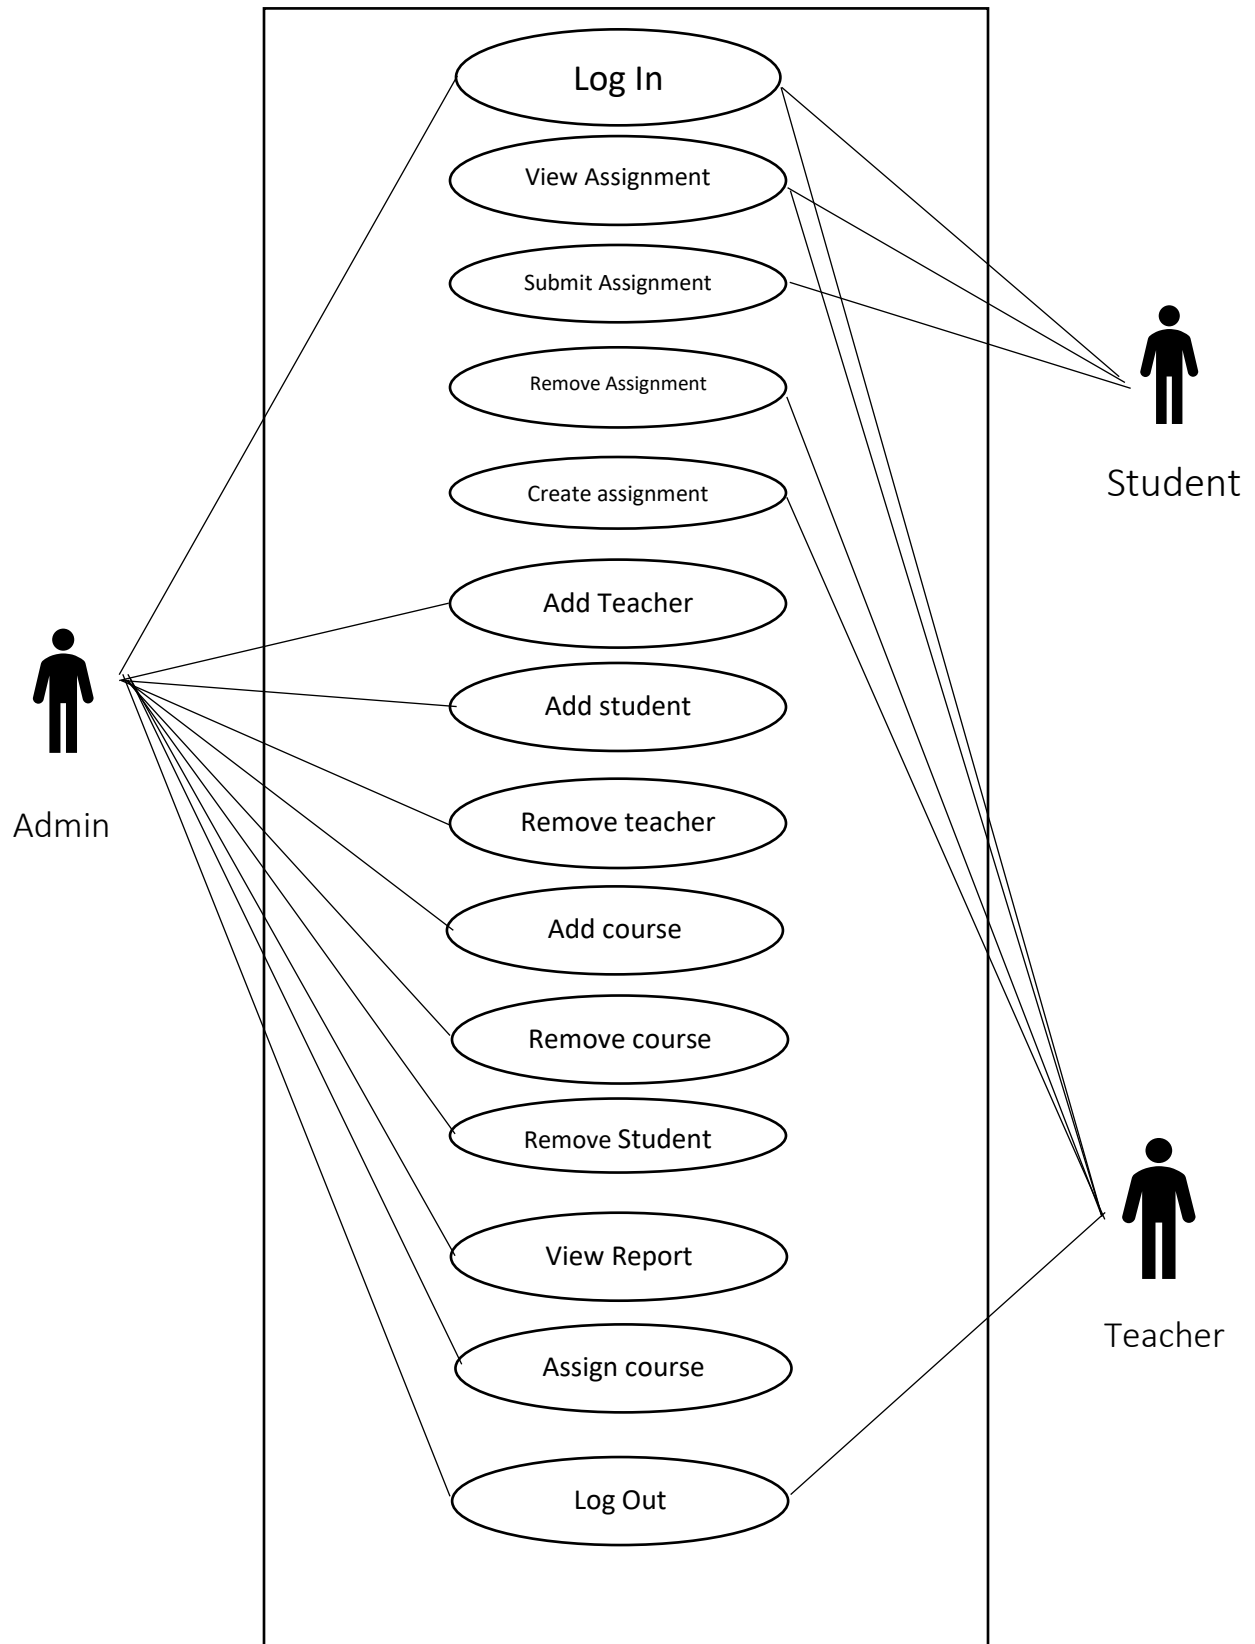 Log In
View Assignment
Submit Assignment
Remove Assignment
Student
Create assignment
Add Teacher
Add student
Admin
Remove teacher
Add course
Remove course
Remove Student
View Report
Teacher
Assign course
Log Out